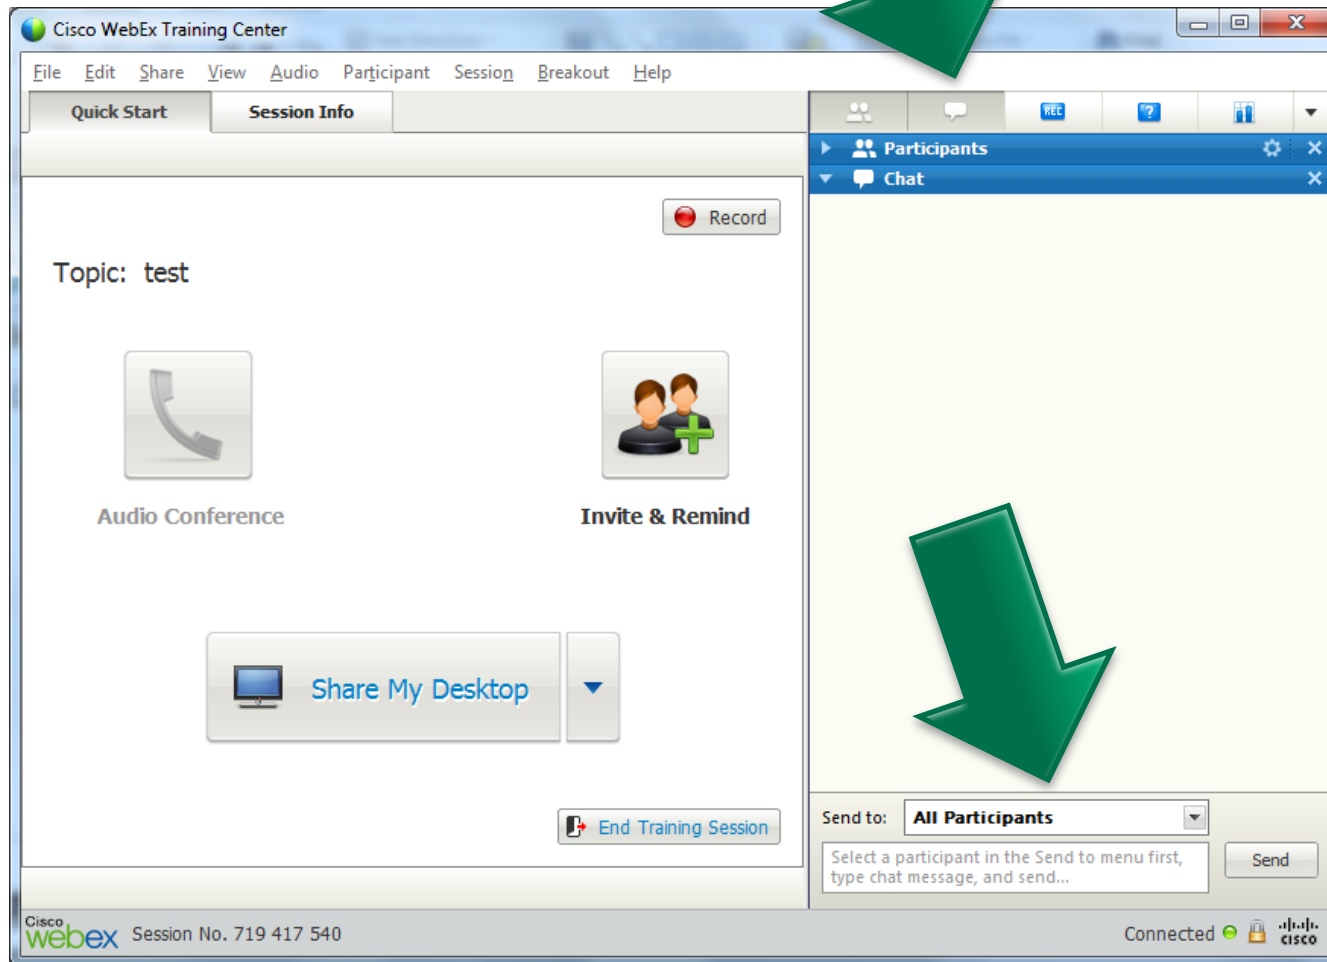 Cisco WebEx Training Center
File Edit Share View Audio Participant Session Breakout Help
Quick Start Session Info
REC ?
Participants
Chat
Record
Topic: test
Audio Conference Invite & Remind
Share My Desktop
End Training Session
Send to: All Participants
Select a participant in the Send to menu first,
type chat message, and send...
Send
Cisco webex Session No. 719 417 540
Connected
CISCO